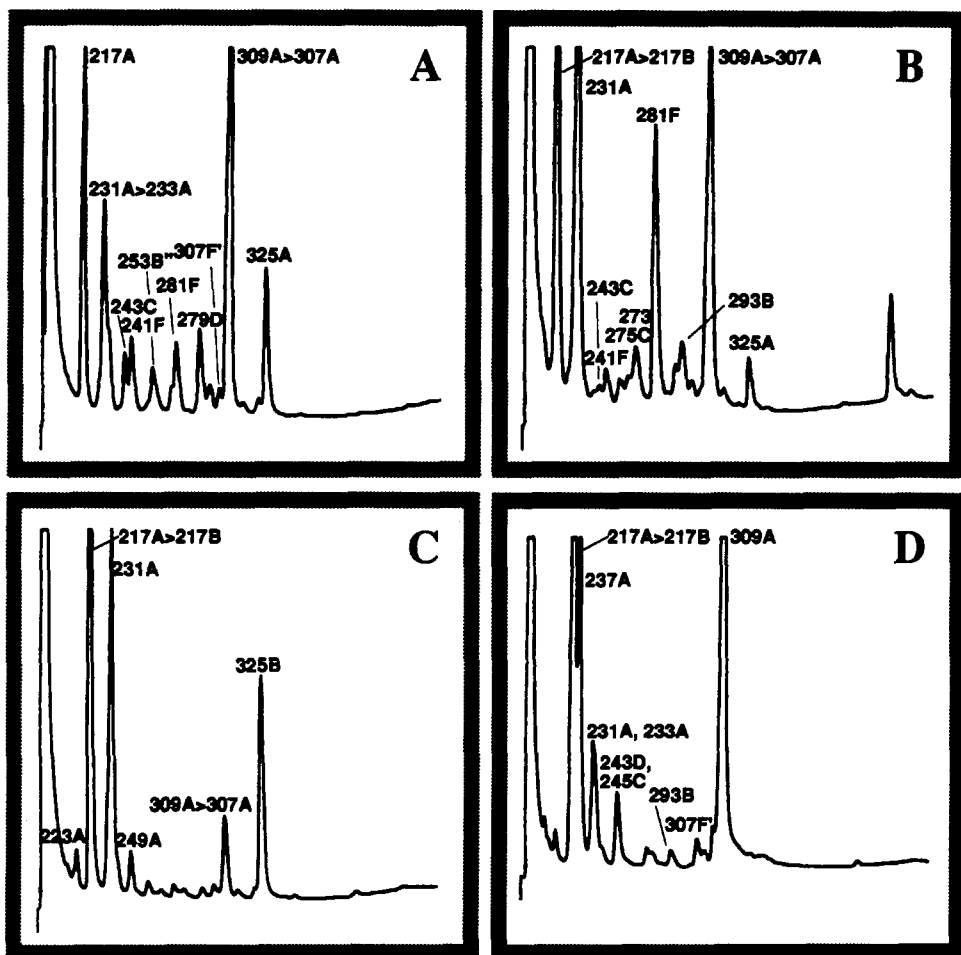 217A
309A>307A
A
231A>233A
253B"
307F'
281F
325A
243C
241F
279D
217A>217B
309A>307A
B
231A
281F
243C
273
275C
293B
241F
325A
217A>217B
C
231A
325B
309A>307A
223A
249A
217A>217B
309A
D
237A
231A, 233A
243D,
245C
293B
307F'